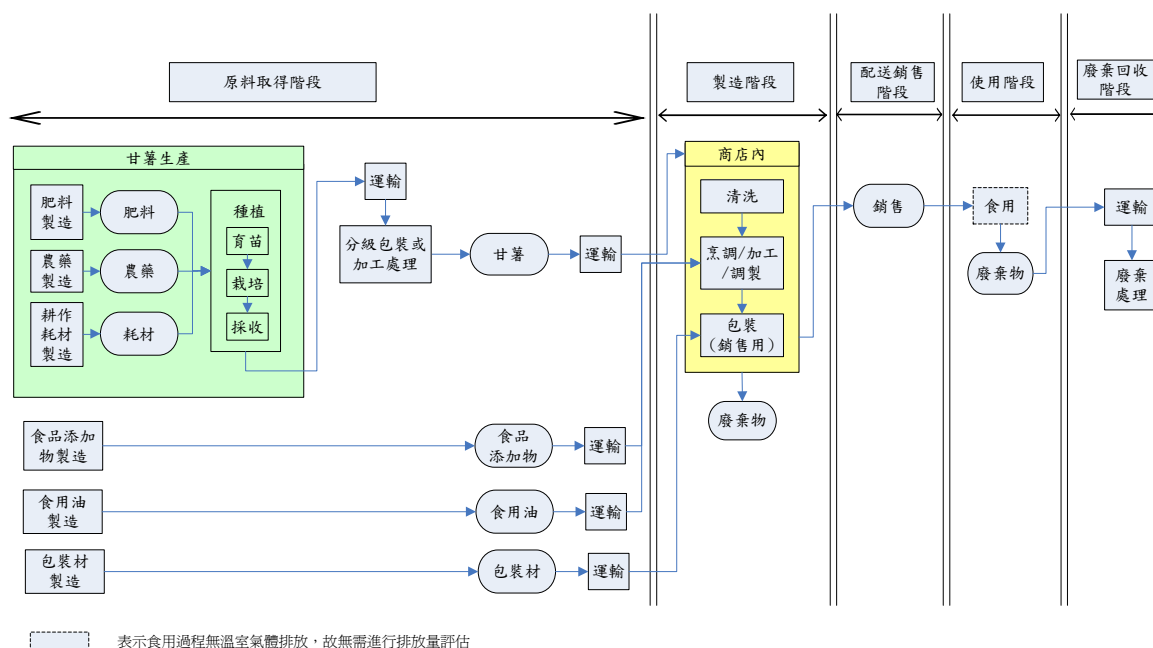 原料取得階段
製造階段
配送銷售
階段
使用階段
廢棄回收
階段
甘薯生產
肥料
製造
肥料
農藥
製造
農藥
耕作
耗材
製造
耗材
種植
育苗
栽培
採收
運輸
分級包裝或
加工處理
甘薯
運輸
商店內
清洗
烹調/加工
/調製
包裝
(銷售用)
廢棄物
銷售
食用
廢棄物
運輸
廢棄
處理
食品添加
物製造
食品
添加物
運輸
食用油
製造
食用油
運輸
包裝材
製造
包裝材
運輸
表示食用過程無溫室氣體排放，故無需進行排放量評估